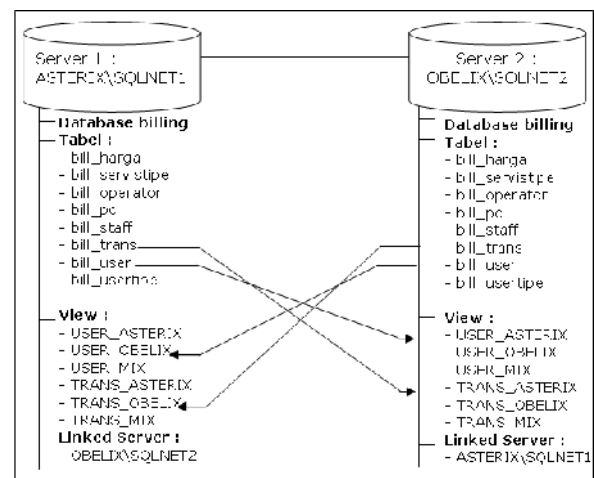 Server 1 :
ASTERIX\SQLNET1
Database billing
Tabel :
- bill_harga
- bill_servistipe
- bill_operator
- bill_pc
- bill_staff
- bill_trans
- bill_user
bill_usertipe
View :
- USER_ASTERIX
- USER_OBELIX
- USER_MIX
- TRANS_ASTERIX
- TRANS_OBELIX
- TRANS_MIX
Linked Server :
OBELIX\SQLNET2
Server 2 :
OBELIX\SQLNET2
Database billing
Tabel :
- bill_harga
- bill_servistipe
- bill_operator
- bill_pc
bill_staff
bill_trans
- bill_user
- bill_usertipe
View :
- USER_ASTERIX
USER_OBELIX
USER_MIX
- TRANS_ASTERIX
- TRANS_OBELIX
- TRANS_MIX
Linked Server :
- ASTERIX\SQLNET1